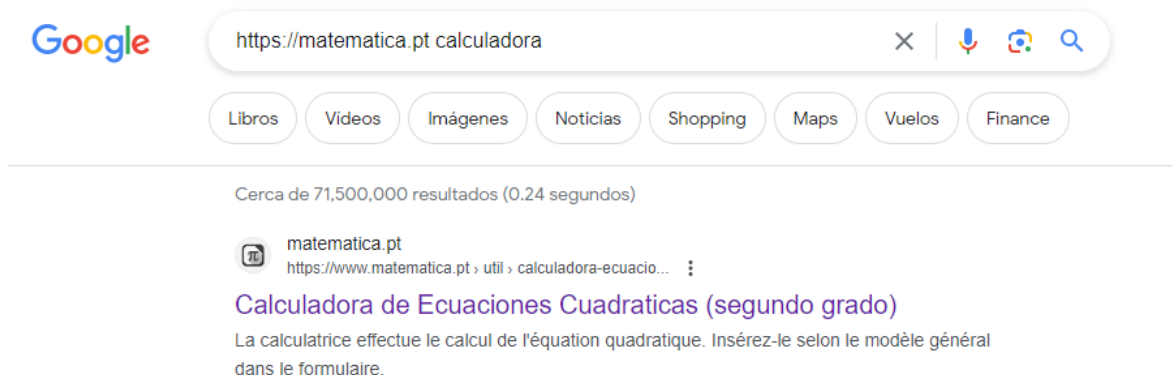 Google
https://matematica.pt calculadora
Libros Vídeos Imágenes Noticias Shopping Maps Vuelos Finance
Cerca de 71,500,000 resultados (0.24 segundos)
matematica.pt
https://www.matematica.pt › util › calculadora-ecuacio...
Calculadora de Ecuaciones Cuadraticas (segundo grado)
La calculatrice effectue le calcul de l'équation quadratique. Insérez-le selon le modèle général
dans le formulaire.